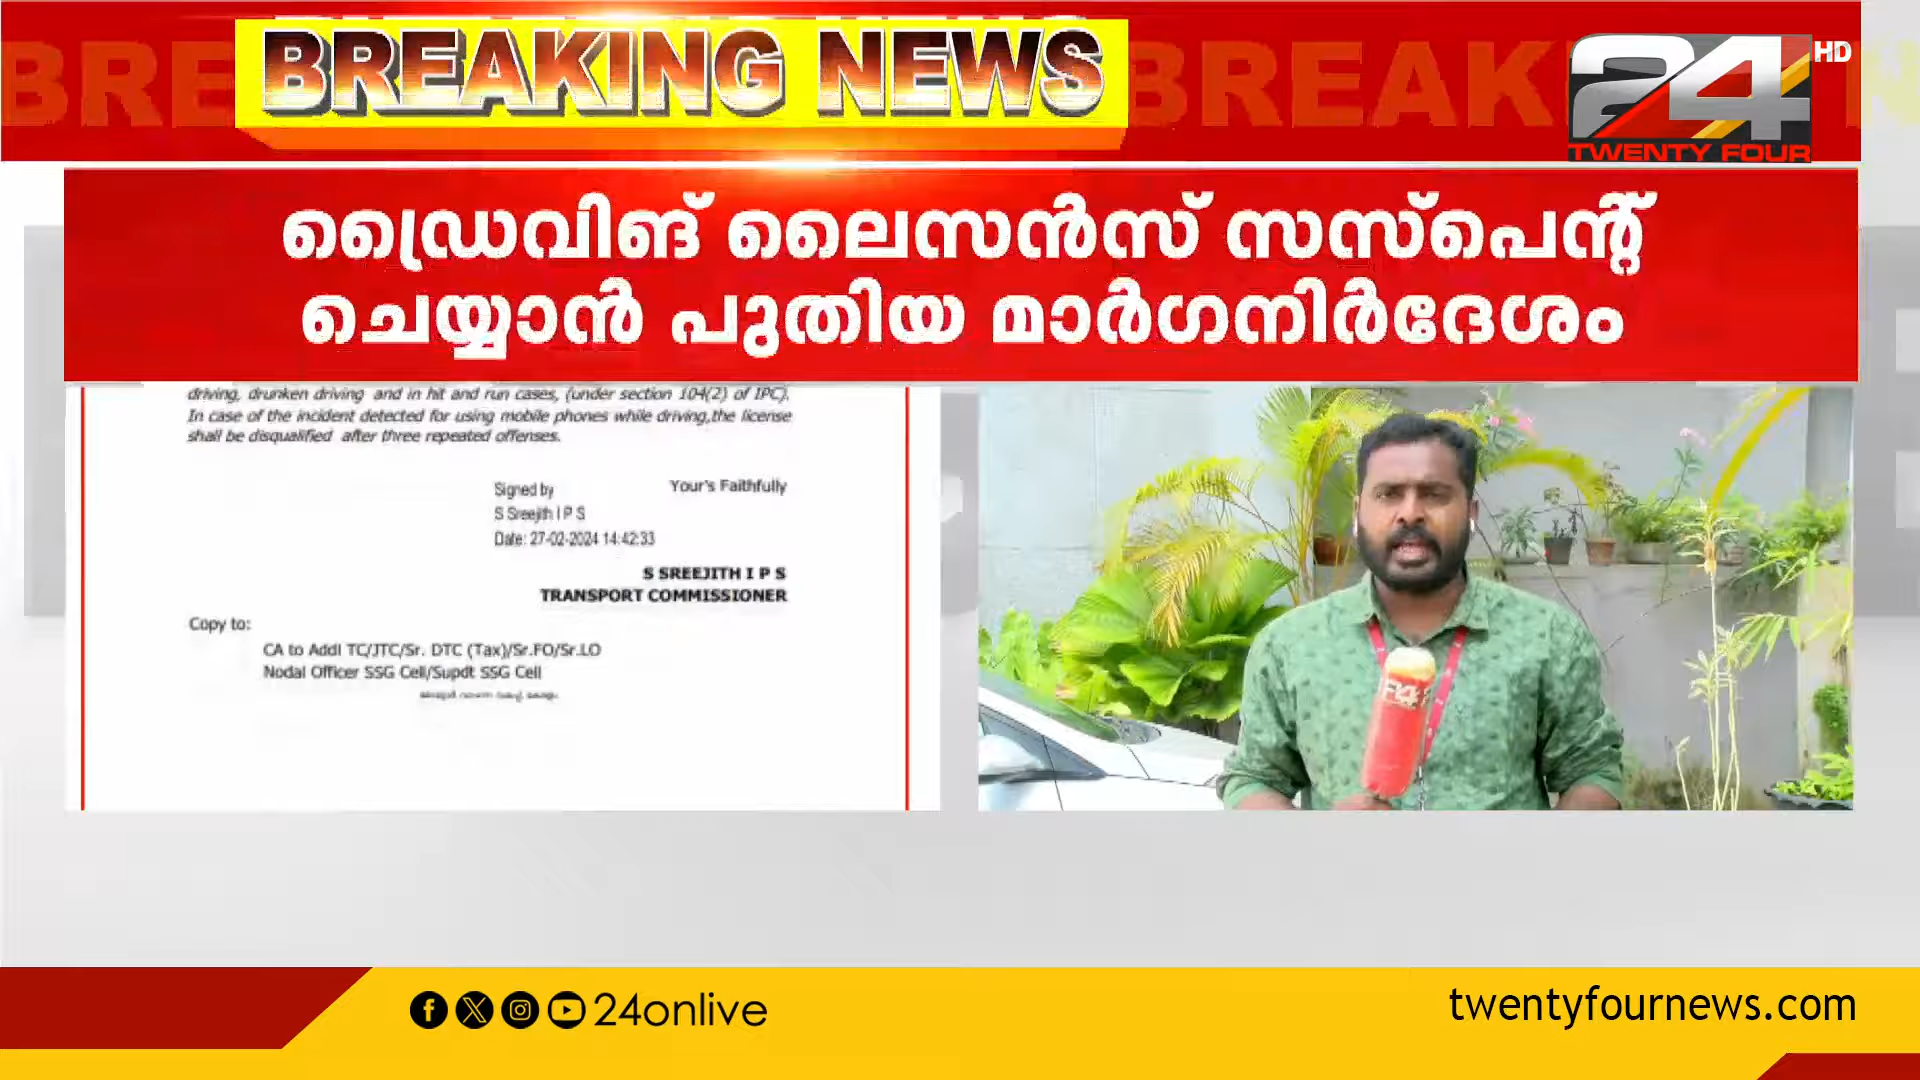 BREAKING NEWS
24
HD
TWENTY FOUR
ഡ്രൈവിങ് ലൈസൻസ് സസ്പെന്റ്
ചെയ്യാൻ പുതിയ മാർഗനിർദേശം
driving, drunken driving and in hit and run cases, (under section 104(2) of IPC).
In case of the incident detected for using mobile phones while driving,the license
shall be disqualified after three repeated offenses.
Your's Faithfully
Signed by
S Sreejith I P S
Date: 27-02-2024 14:42:33
S SREEJITH I P S
TRANSPORT COMMISSIONER
Copy to:
CA to Addl TC/JTC/Sr. DTC (Tax)/Sr.FO/Sr.LO
Nodal Officer SSG Cell/Supdt SSG Cell
24onlive
twentyfournews.com